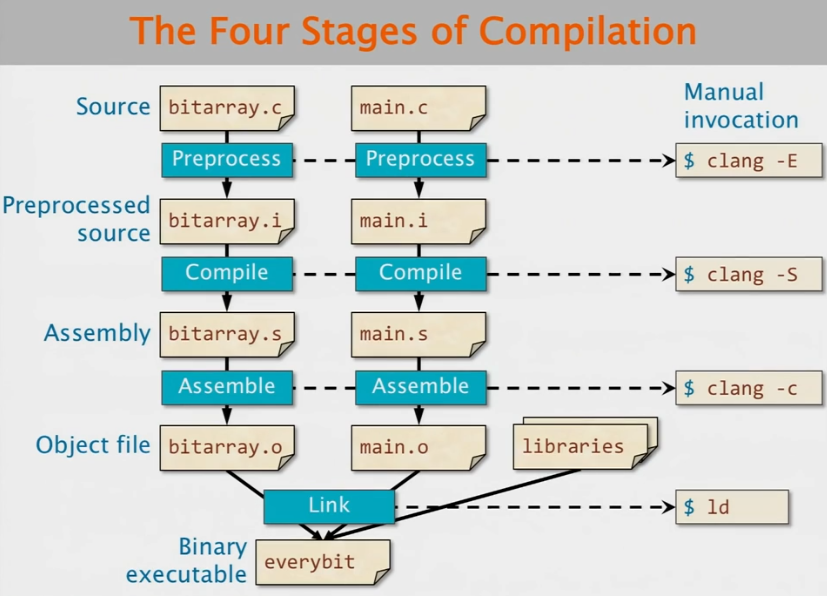 The Four Stages of Compilation
Source
bitarray.c
main.c
Manual
invocation
Preprocess
Preprocess
$ clang -E
Preprocessed
source
bitarray.i
main.i
Compile
Compile
$ clang -S
Assembly
bitarray.s
main.s
Assemble
Assemble
$ clang -c
Object file
bitarray.o
main.o
libraries
Link
$ ld
Binary
executable
everybit